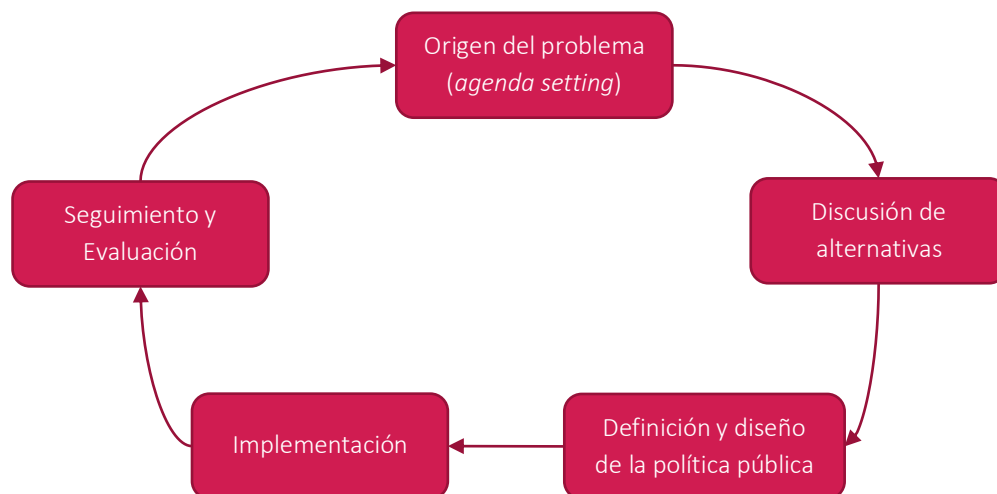 Origen del problema
(agenda setting)
Discusión de
alternativas
Definición y diseño
de la política pública
Implementación
Seguimiento y
Evaluación